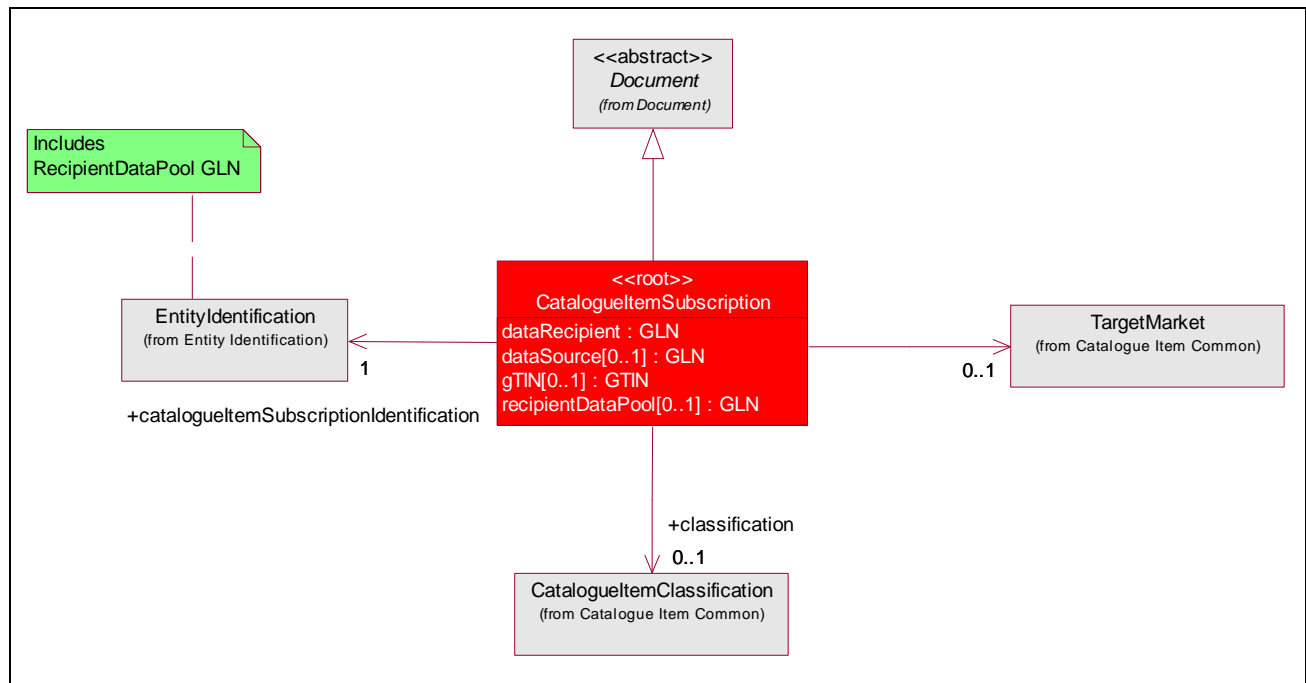 <<abstract>>
Document
(from Document)
Includes
RecipientDataPool GLN
<<root>>
CatalogueItemSubscription
dataRecipient : GLN
dataSource[0..1] : GLN
gTIN[0..1] : GTIN
recipientDataPool[0..1] : GLN
EntityIdentification
(from Entity Identification)
1
+catalogueItemSubscriptionIdentification
TargetMarket
(from Catalogue Item Common)
0..1
+classification
0..1
CatalogueItemClassification
(from Catalogue Item Common)